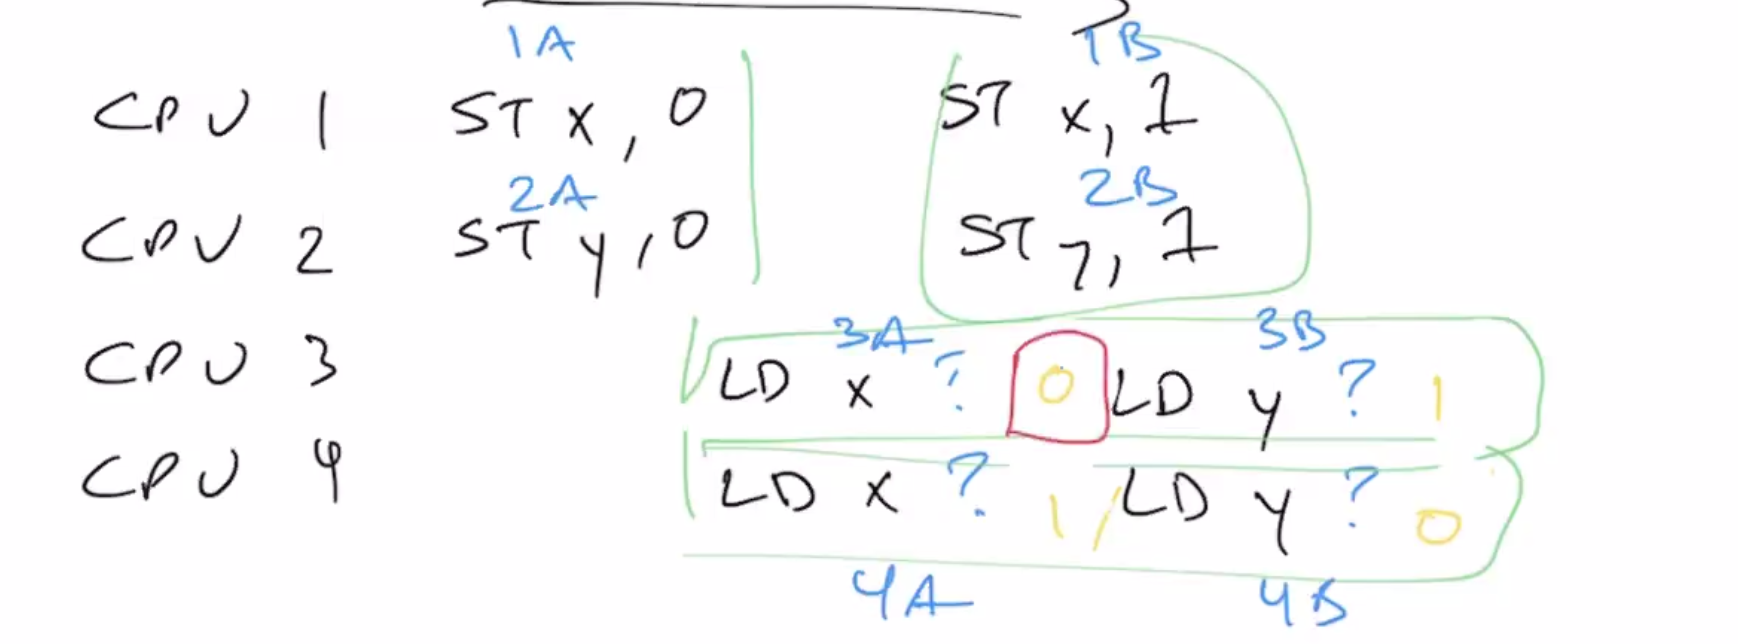 1A 1B
CPU 1 ST x, 0 ST x, 1
2A 2B
CPU 2 ST y, 0 ST y, 1
3A 3B
CPU 3 LD x ? 0 LD y ? 1
CPU 4 LD x ? 1 / LD y ? 0
4A 4B